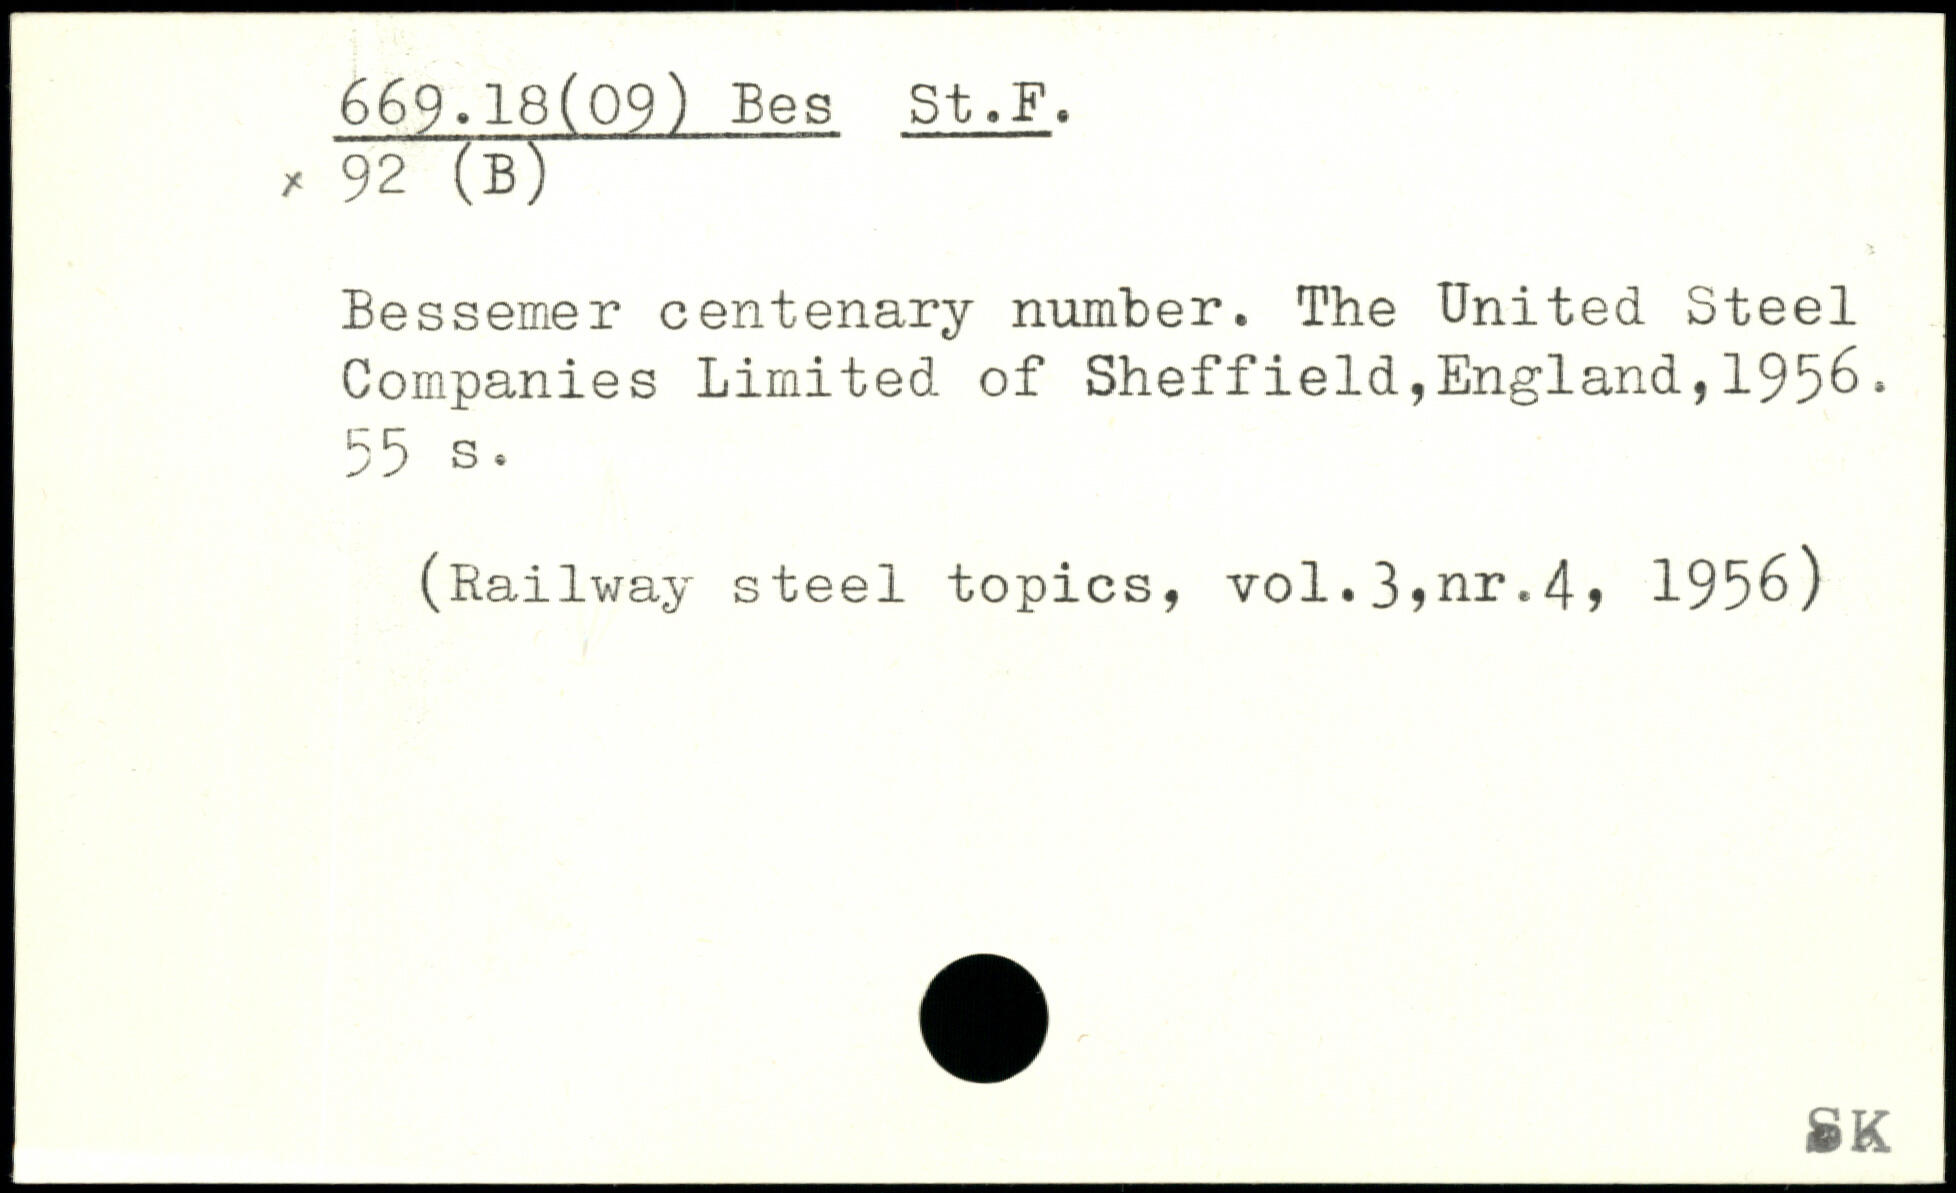 669.18(09) Bes St.F.
x 92 (B)
Bessemer centenary number. The United Steel
Companies Limited of Sheffield,England,1956.
55 s.
(Railway steel topics, vol.3,nr.4, 1956)
SK